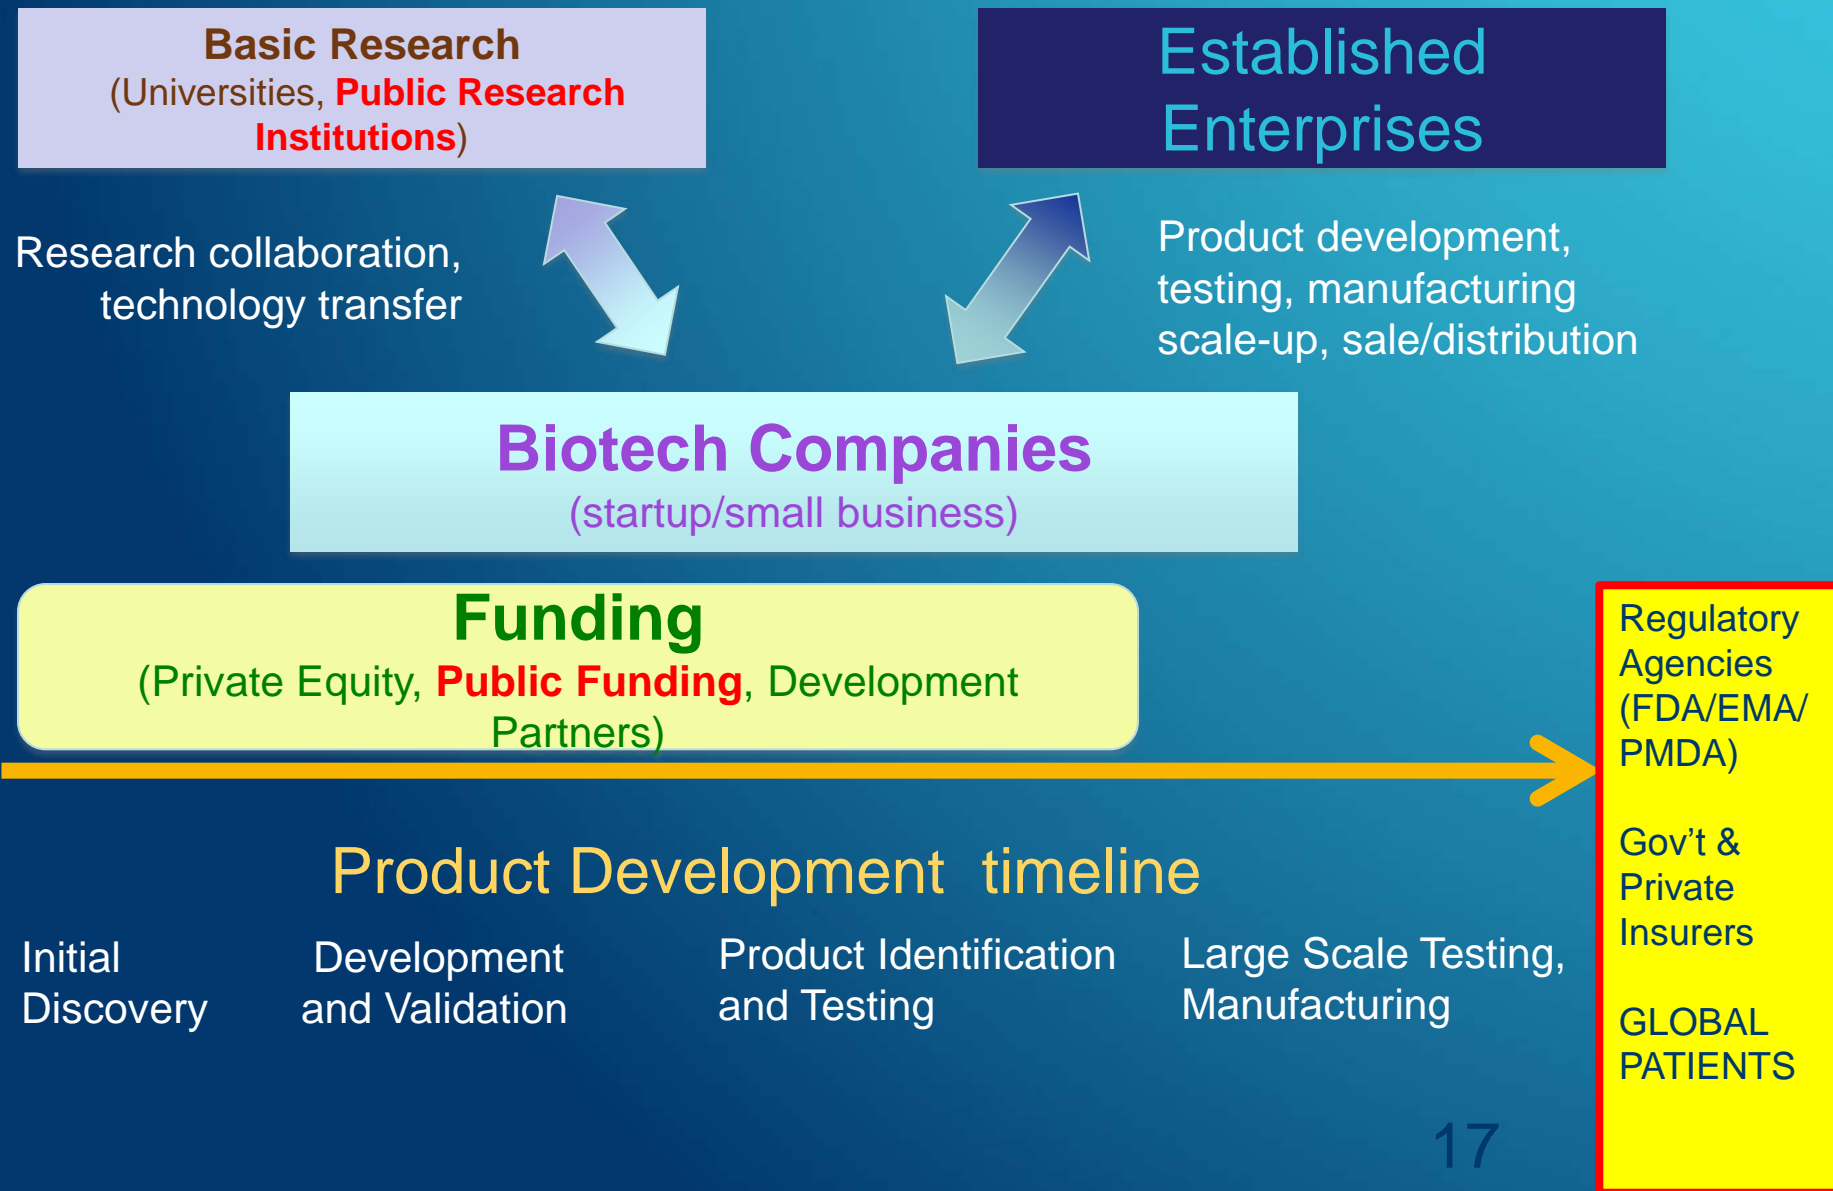 Basic Research
(Universities, Public Research
Institutions)
Established
Enterprises
Research collaboration,
technology transfer
Product development,
testing, manufacturing
scale-up, sale/distribution
Biotech Companies
(startup/small business)
Funding
(Private Equity, Public Funding, Development
Partners)
Regulatory
Agencies
(FDA/EMA/
PMDA)
Gov’t &
Private
Insurers
GLOBAL
PATIENTS
Product Development timeline
Initial
Discovery
Development
and Validation
Product Identification
and Testing
Large Scale Testing,
Manufacturing
17